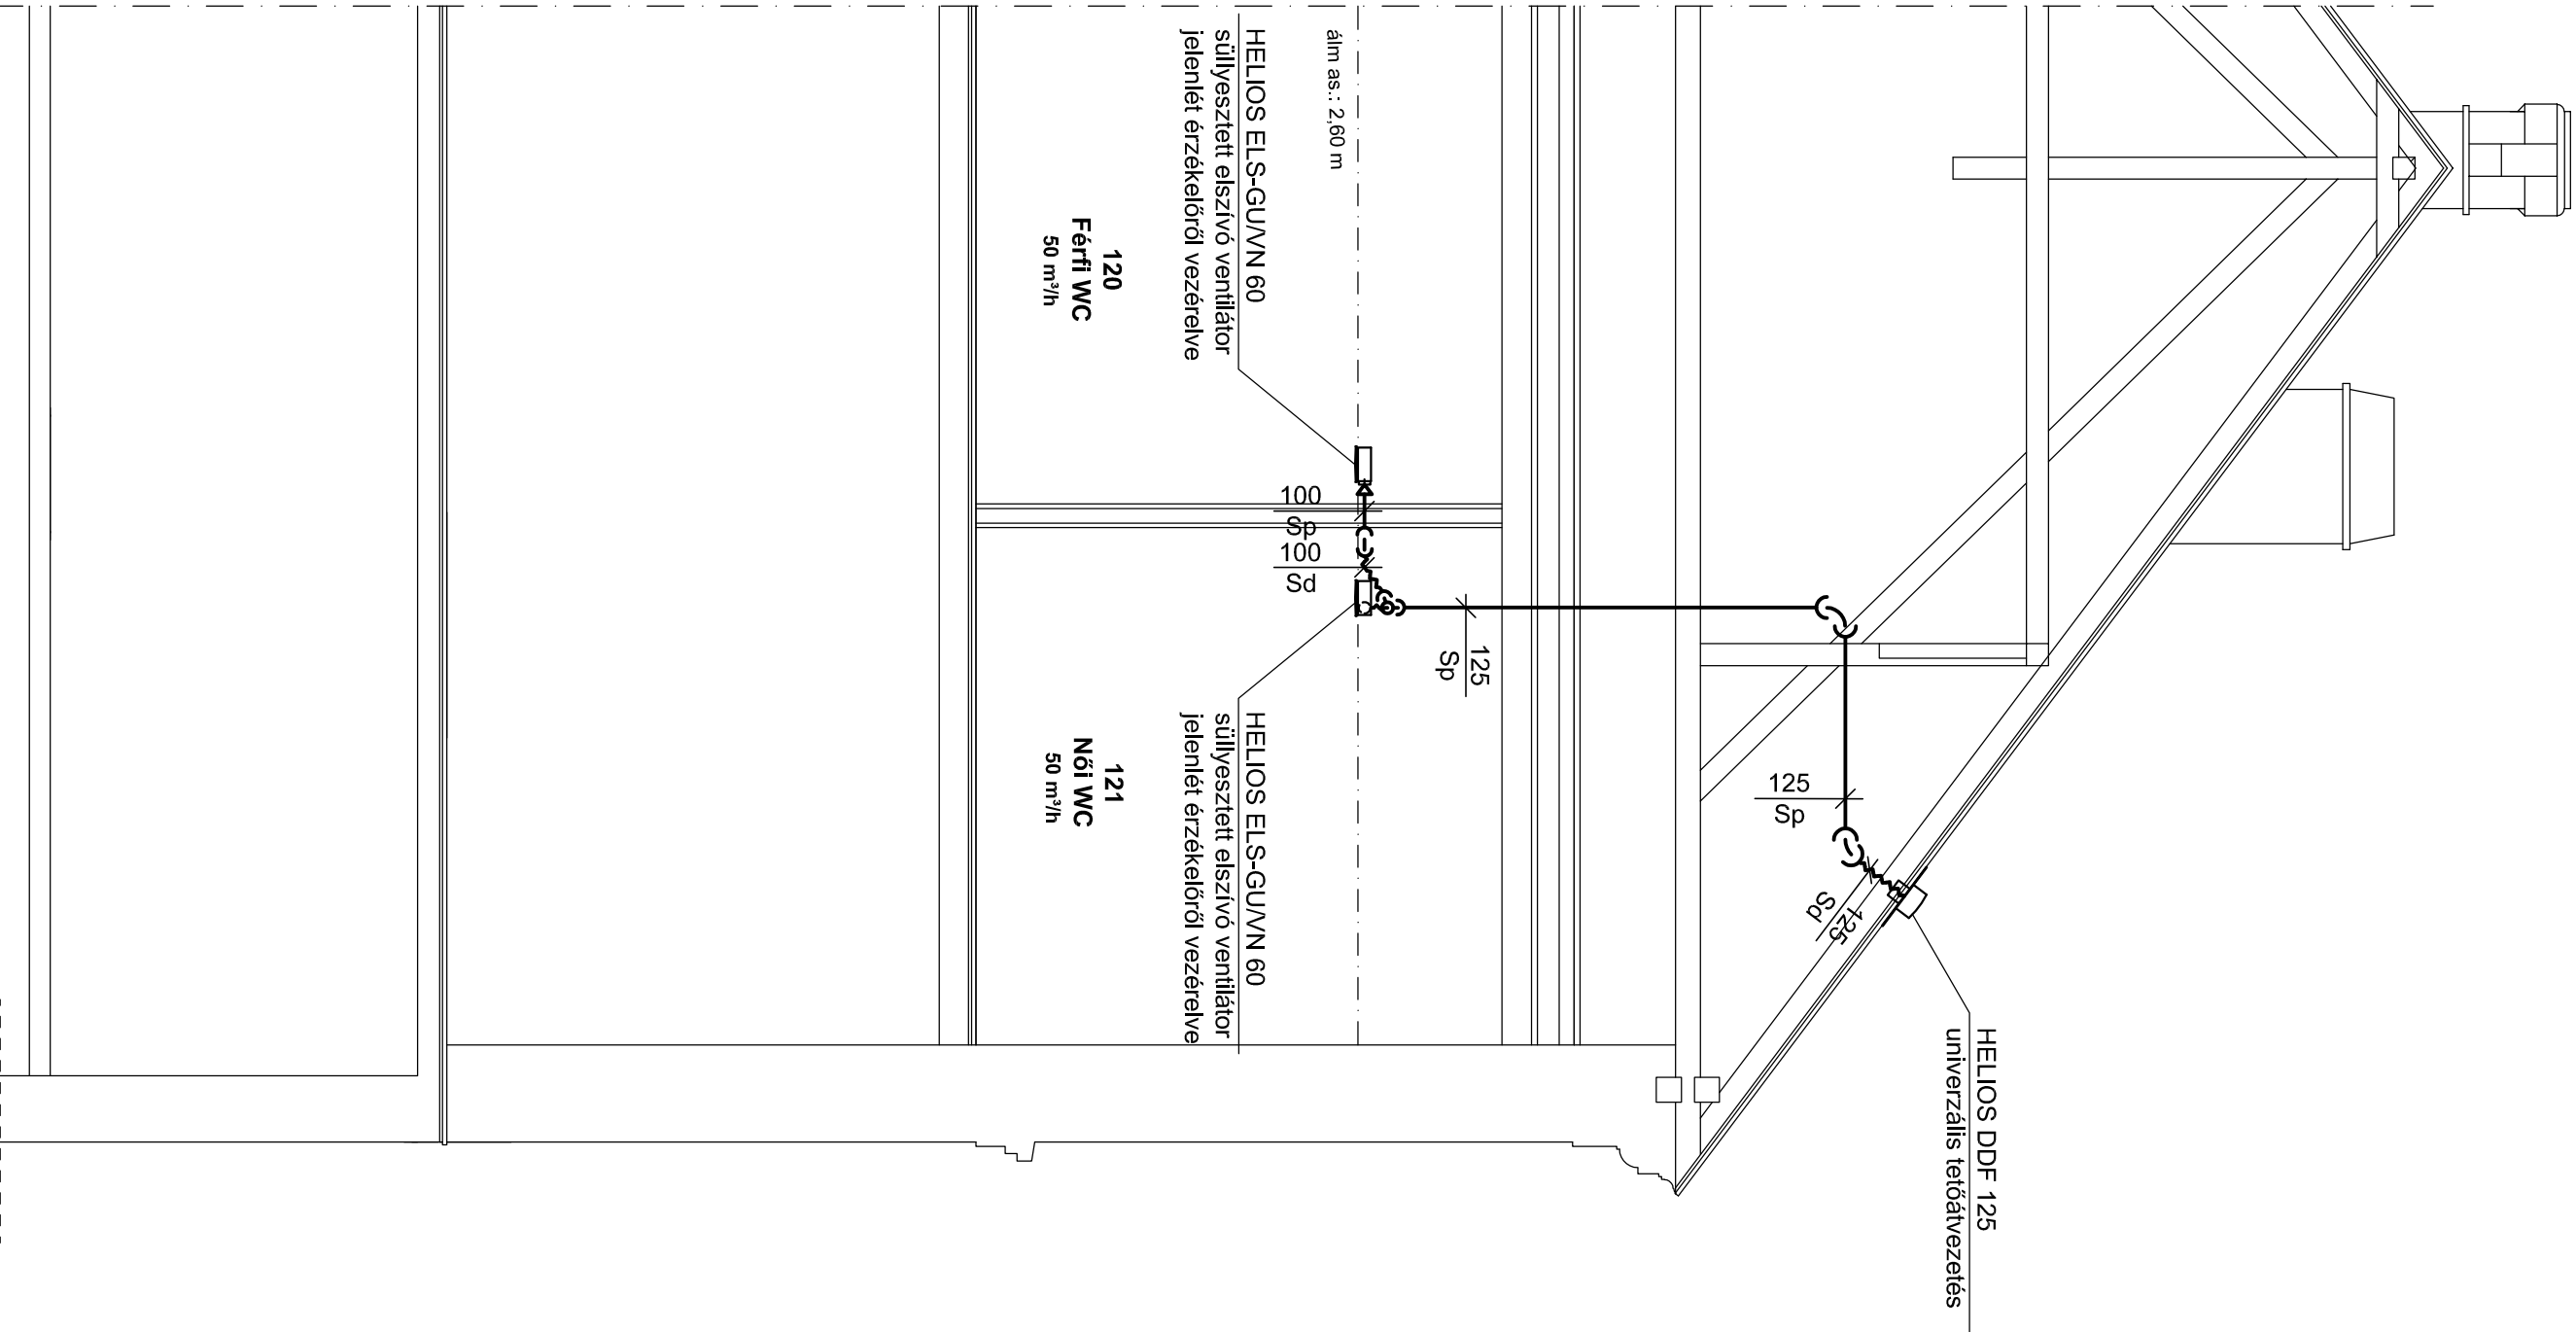 HELIOS DDF 125
univerzális tetőátvezetés
125
Sd
125
Sp
125
Sp
álm as.: 2,60 m
HELIOS ELS-GU/VN 60
süllyesztett elszívó ventilátor
jelenlét érzékelőről vezérelve
100
Sp
100
Sd
HELIOS ELS-GU/VN 60
süllyesztett elszívó ventilátor
jelenlét érzékelőről vezérelve
120
Férfi WC
50 m³/h
121
Női WC
50 m³/h